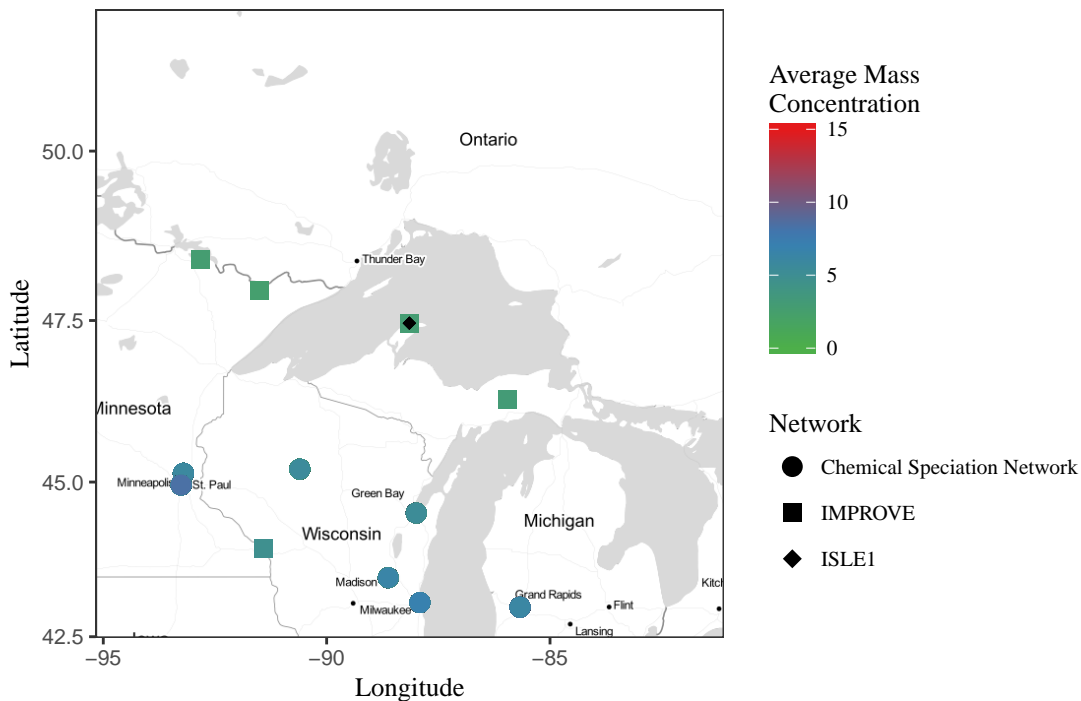 Ontario
50.0
Thunder Bay
47.5
Latitude
Minnesota
45.0
Minneapolis
St. Paul
Green Bay
Wisconsin
Michigan
Madison
Milwaukee
Grand Rapids
Flint
Lansing
42.5
−95
−90
−85
Longitude
Average Mass
Concentration
15
10
5
0
Network
Chemical Speciation Network
IMPROVE
ISLE1